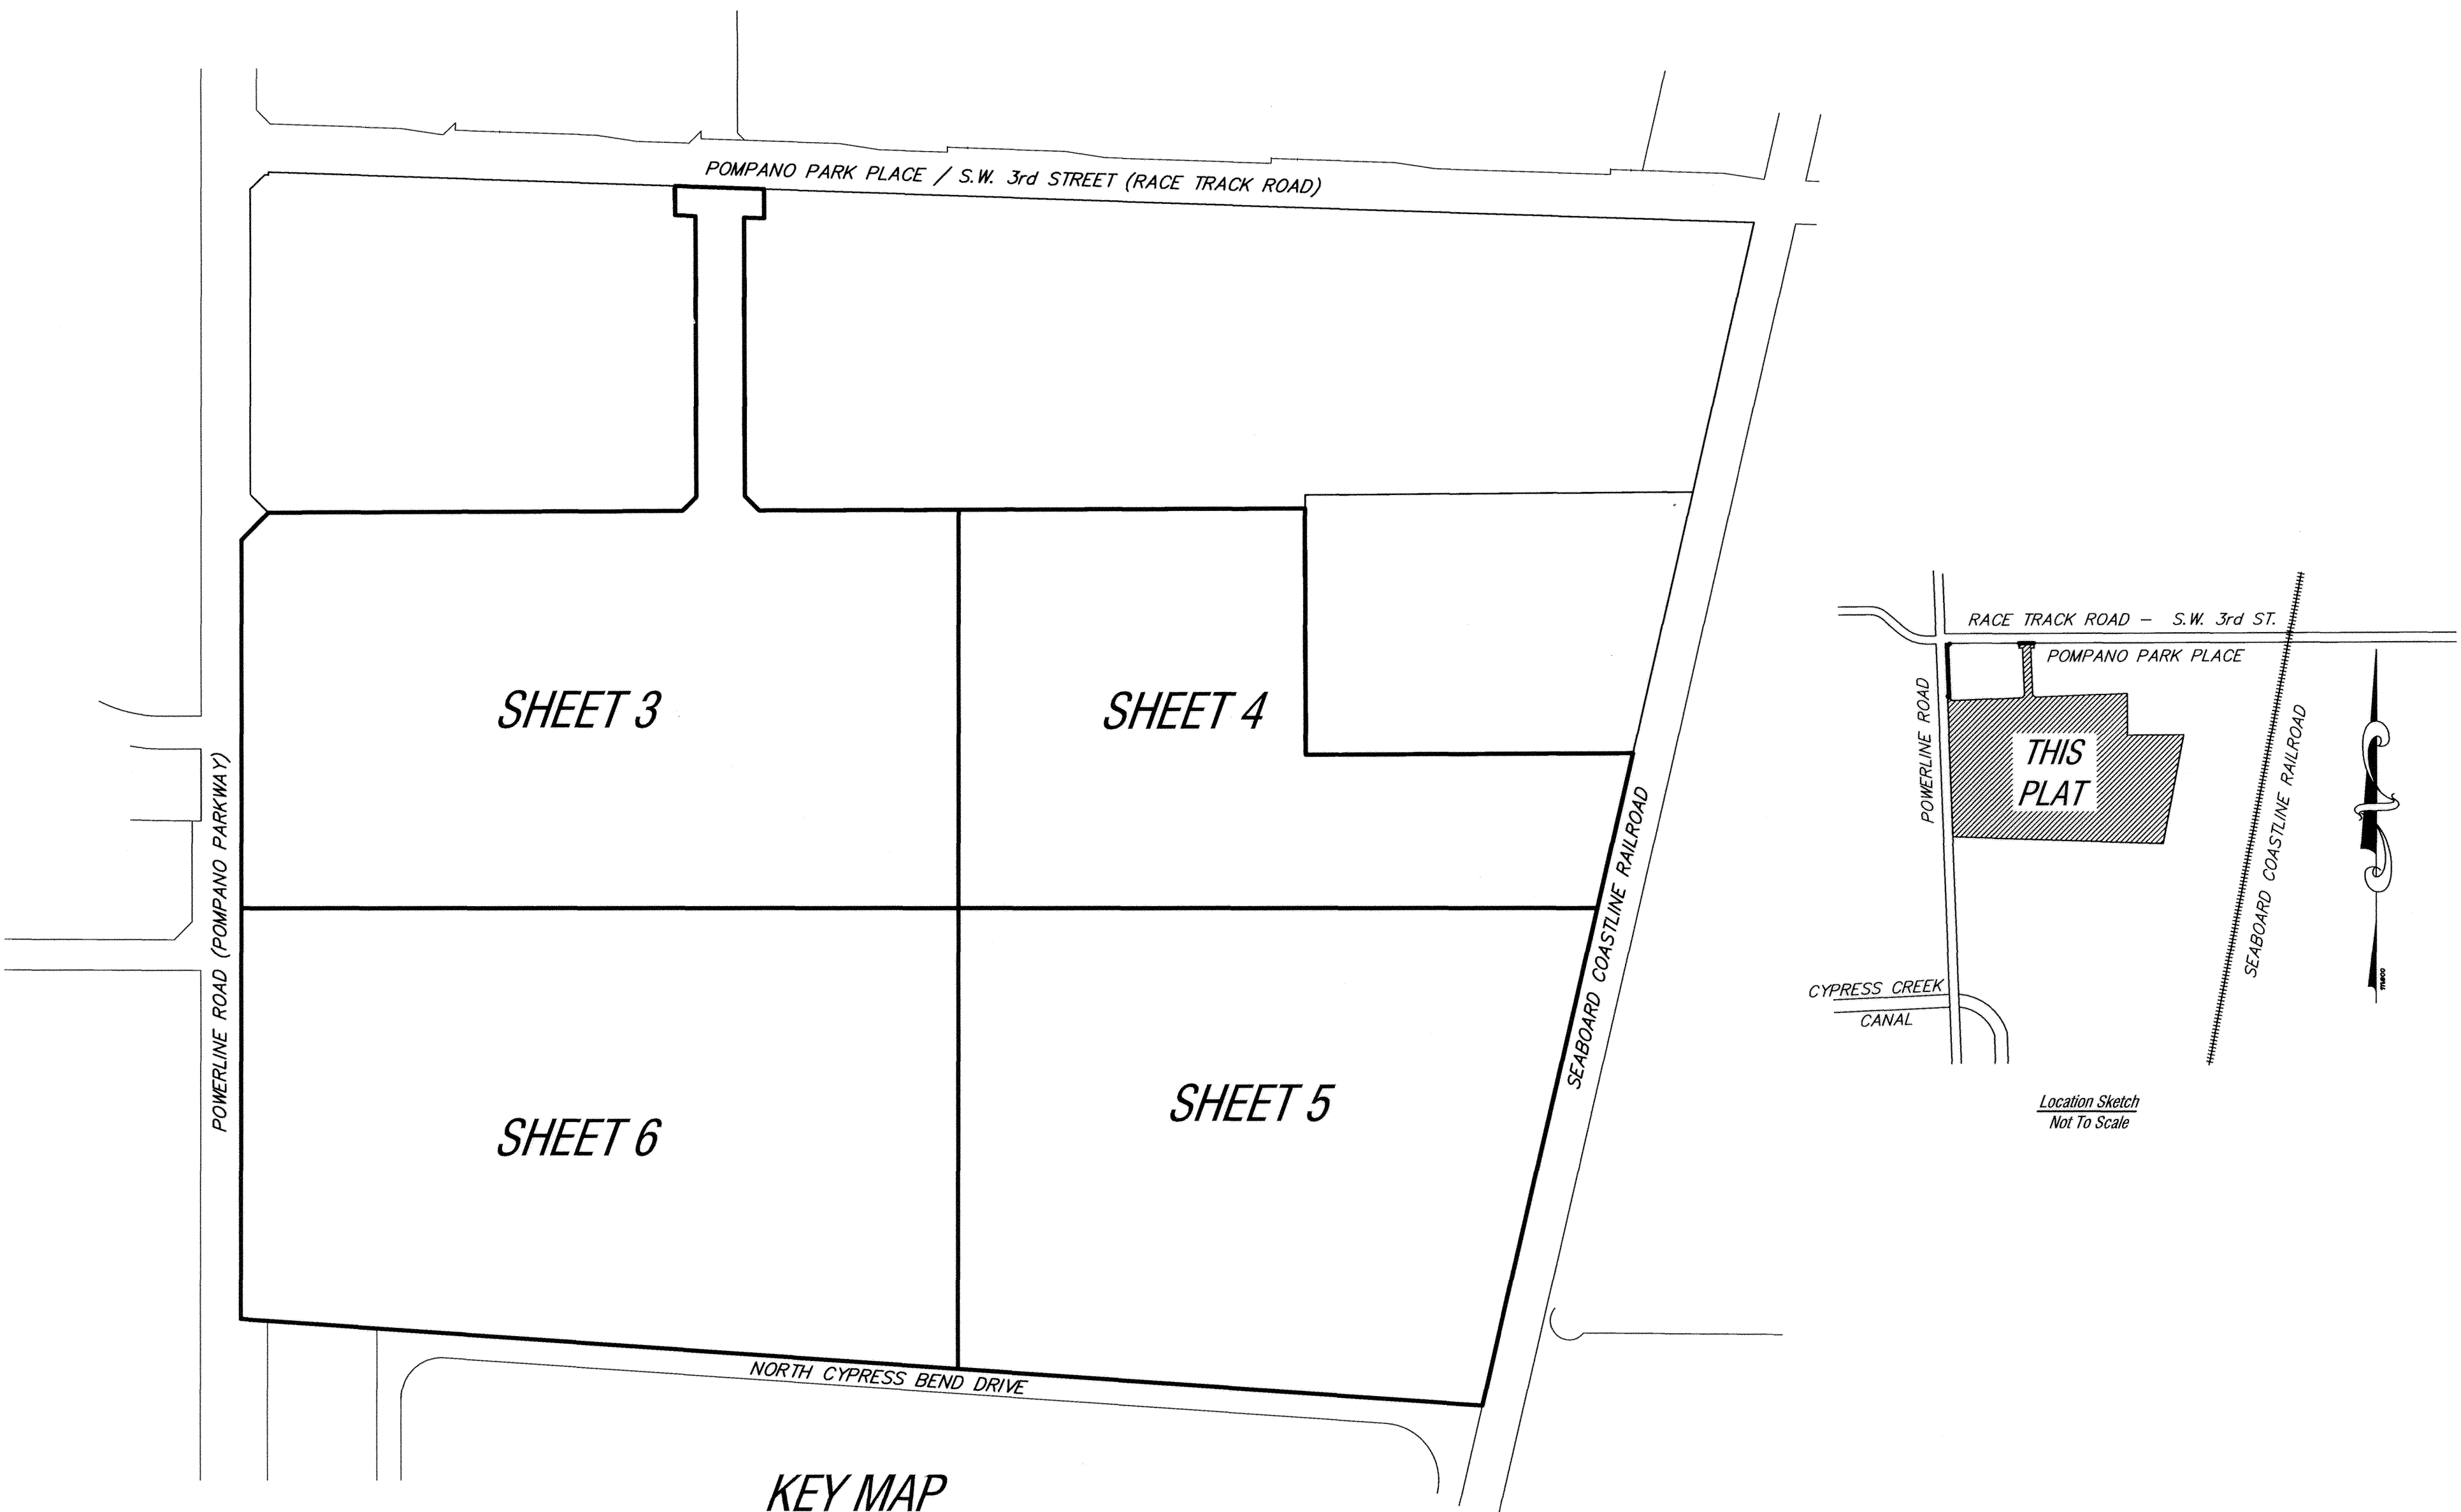 POMPANO PARK PLACE / S.W. 3rd STREET (RACE TRACK ROAD)
SHEET 3
SHEET 4
POWERLINE ROAD (POMPANO PARKWAY)
SEABOARD COASTLINE RAILROAD
SHEET 6
SHEET 5
NORTH CYPRESS BEND DRIVE
KEY MAP
RACE TRACK ROAD - S.W. 3rd ST.
POMPANO PARK PLACE
POWERLINE ROAD
THIS
PLAT
SEABOARD COASTLINE RAILROAD
CYPRESS CREEK
CANAL
Location Sketch
Not To Scale